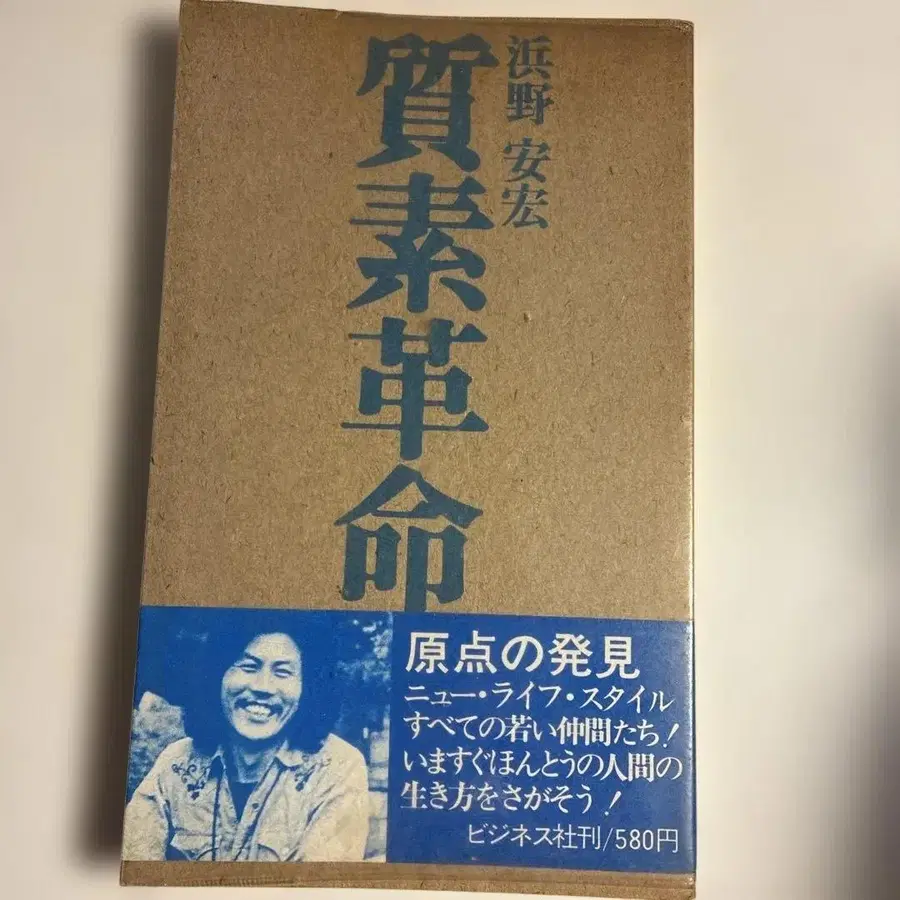 浜野 安宏
質素革命
原点の発見
ニュー・ライフ・スタイル
すべての若い仲間たち!
いますぐほんとうの人間の
生き方をさがそう!
ビジネス社刊/580円